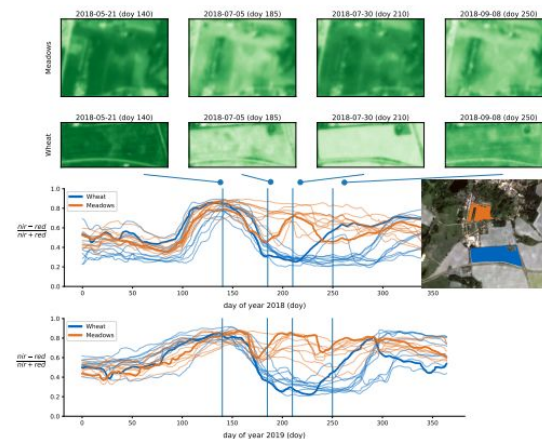 2018-05-21 (doy 140) 2018-07-05 (doy 185) 2018-07-30 (doy 210) 2018-09-08 (doy 250)
Meadows
2018-05-21 (doy 140) 2018-07-05 (doy 185) 2018-07-30 (doy 210) 2018-09-08 (doy 250)
Wheat
nir − red
nir + red
1.0
0.8
0.6
0.4
0.2
0.0
Wheat
Meadows
0 50 100 150 200 250 300 350
day of year 2018 (doy)
nir − red
nir + red
1.0
0.8
0.6
0.4
0.2
0.0
Wheat
Meadows
0 50 100 150 200 250 300 350
day of year 2019 (doy)